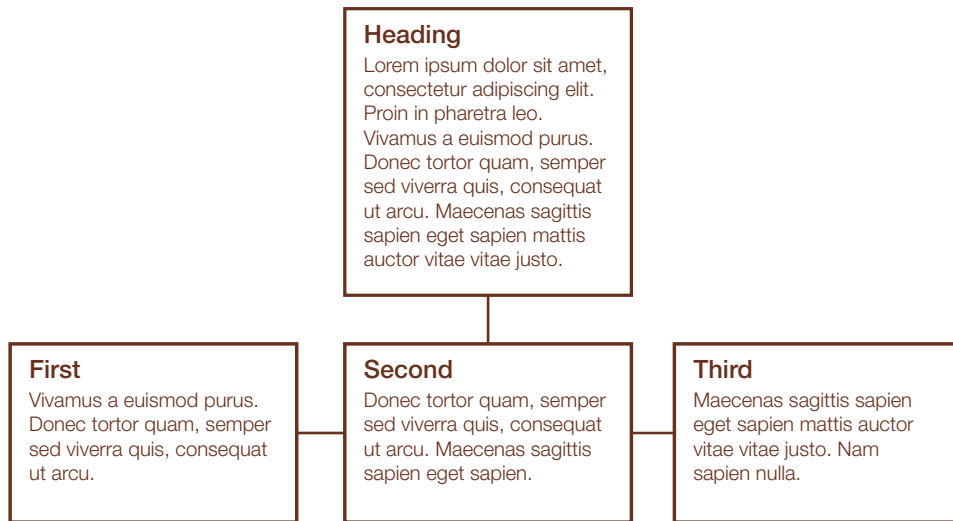 Heading
Lorem ipsum dolor sit amet,
consectetur adipiscing elit.
Proin in pharetra leo.
Vivamus a euismod purus.
Donec tortor quam, semper
sed viverra quis, consequat
ut arcu. Maecenas sagittis
sapien eget sapien mattis
auctor vitae vitae justo.
First
Vivamus a euismod purus.
Donec tortor quam, semper
sed viverra quis, consequat
ut arcu.
Second
Donec tortor quam, semper
sed viverra quis, consequat
ut arcu. Maecenas sagittis
sapien eget sapien.
Third
Maecenas sagittis sapien
eget sapien mattis auctor
vitae vitae justo. Nam
sapien nulla.